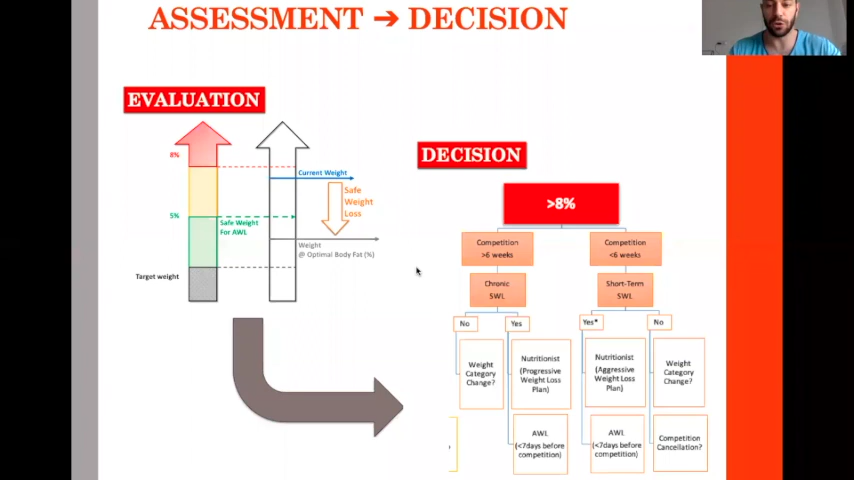 ASSESSMENT ➔ DECISION
EVALUATION
8%
5%
Safe Weight
For AWL
Target weight
Current Weight
Safe
Weight
Loss
Weight
@ Optimal Body Fat (%)
DECISION
>8%
Competition
>6 weeks
Competition
<6 weeks
Chronic
SWL
Short-Term
SWL
No
Yes
Yes*
No
Weight
Category
Change?
Nutritionist
(Progressive
Weight Loss
Plan)
Nutritionist
(Aggressive
Weight Loss
Plan)
Weight
Category
Change?
AWL
(<7days before
competition)
AWL
(<7days before
competition)
Competition
Cancellation?